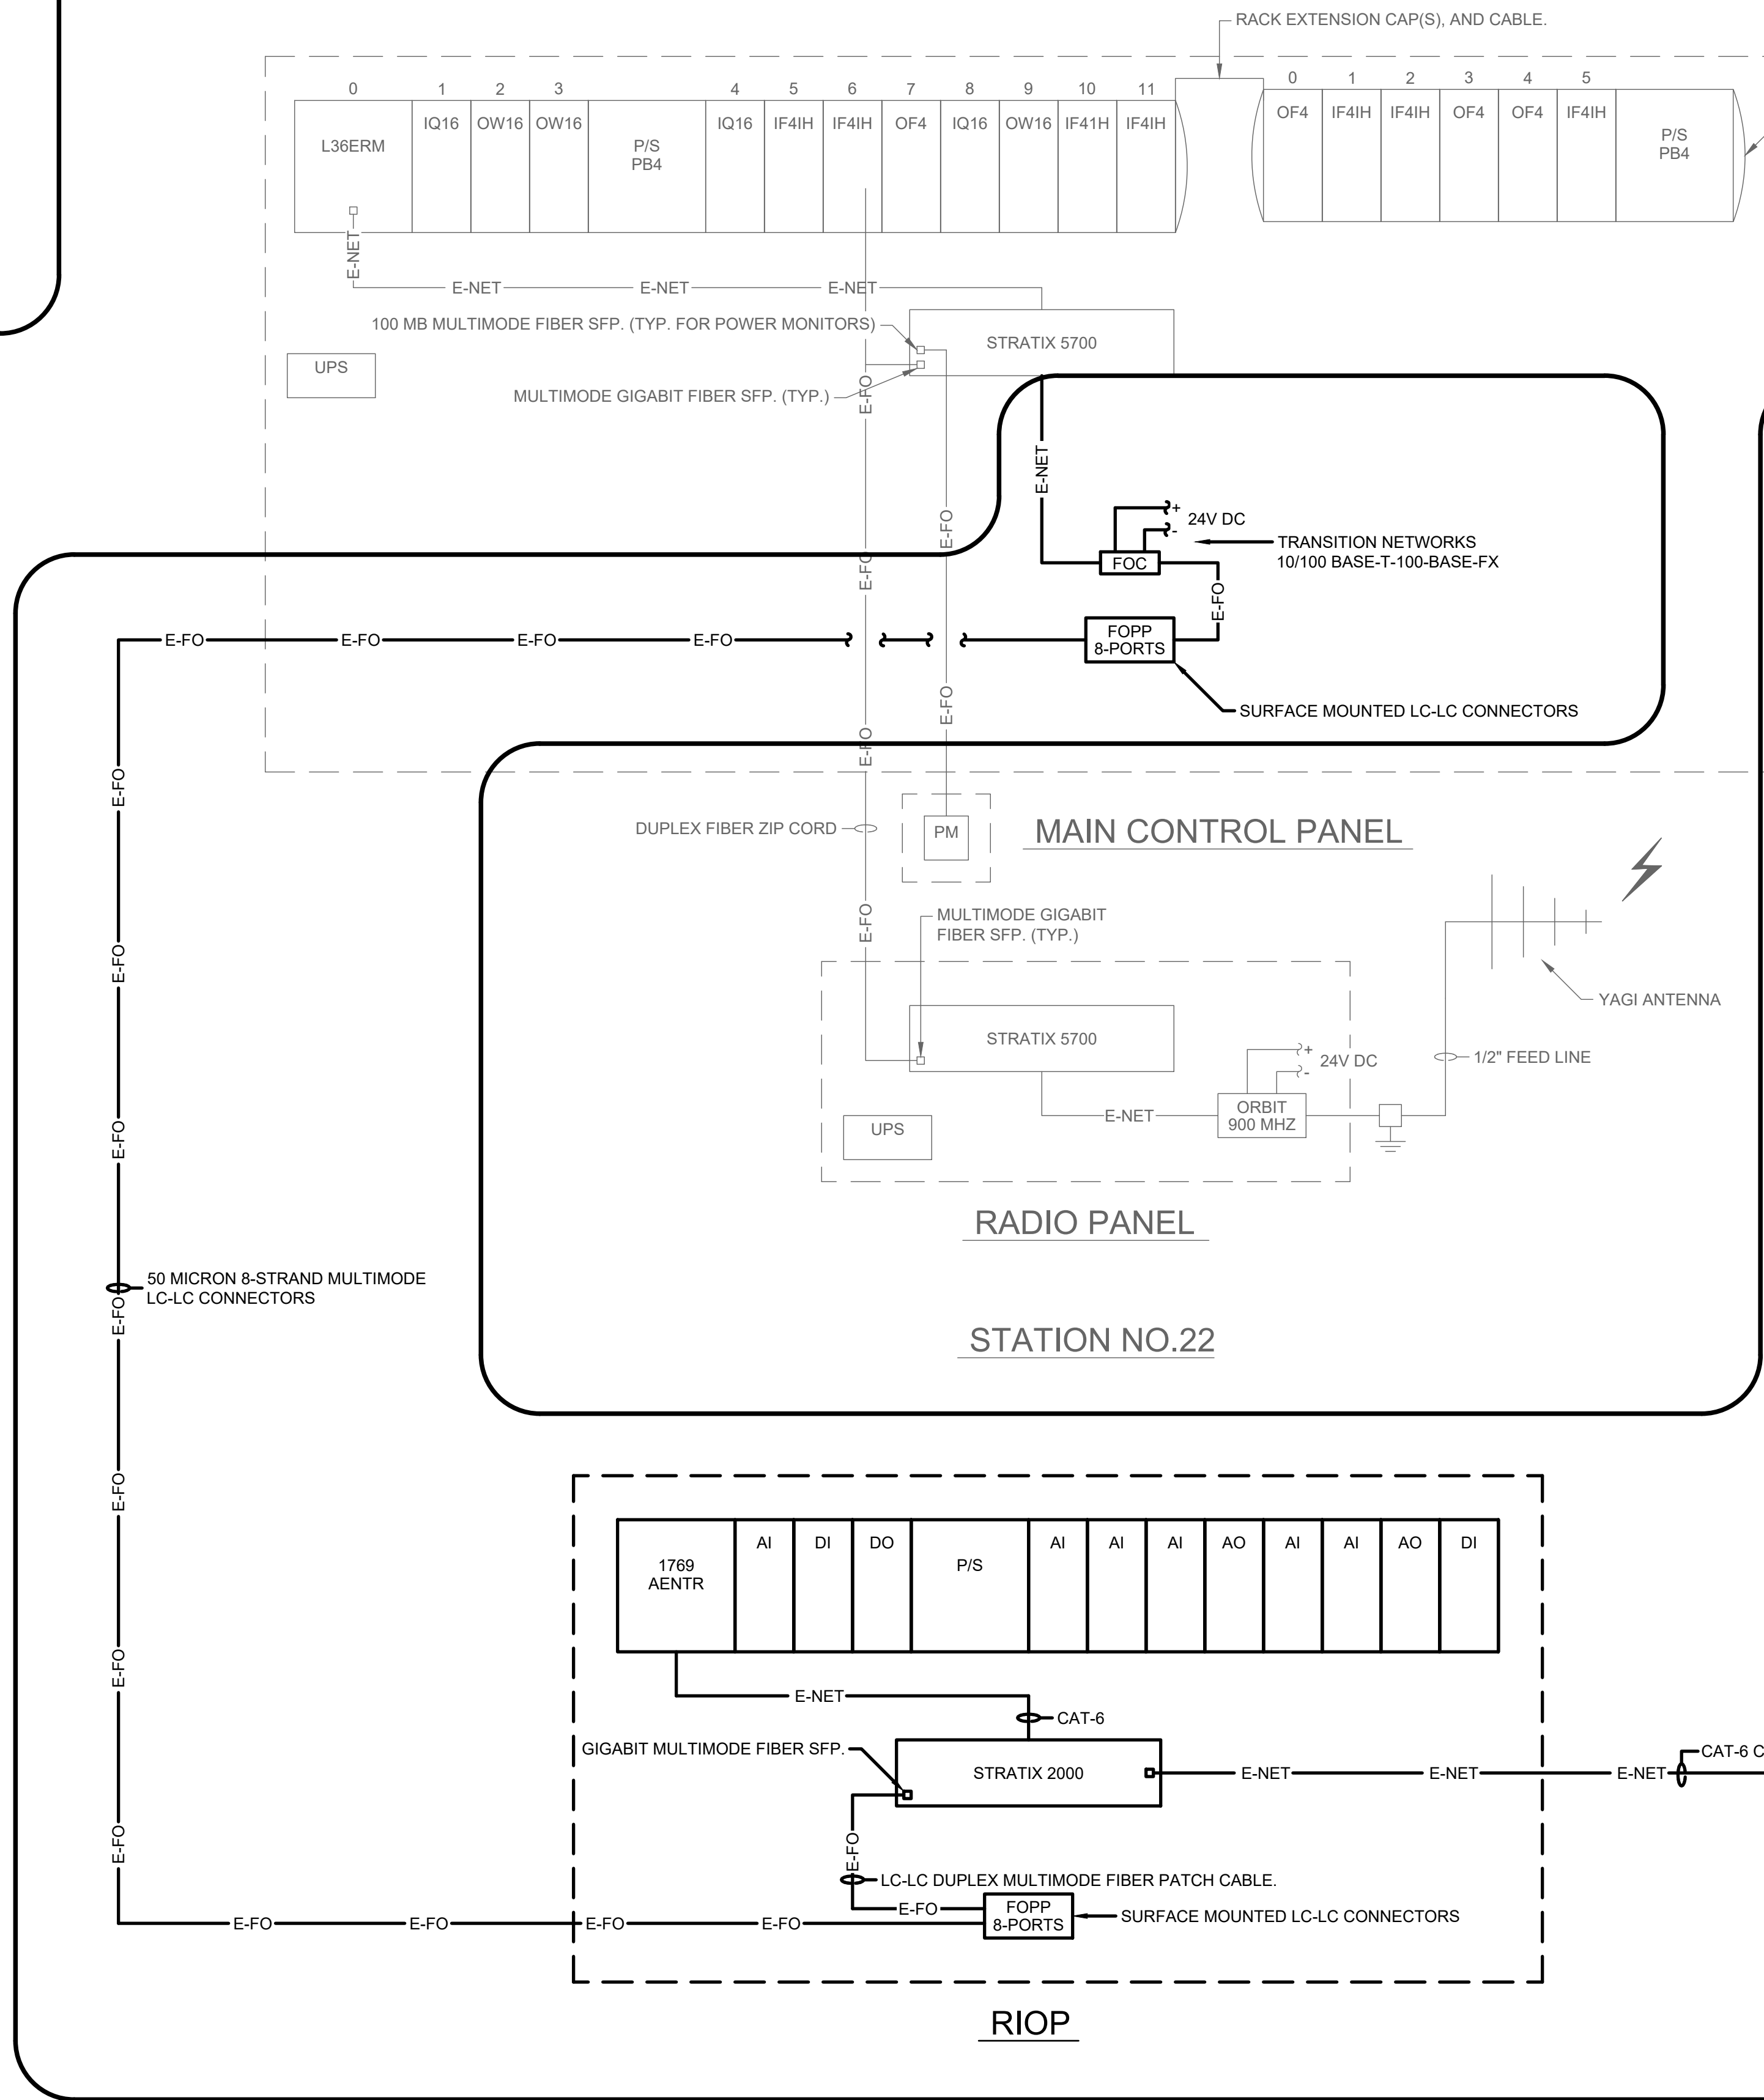 RACK EXTENSION CAP(S), AND CABLE.
0 1 2 3 4 5 6 7 8 9 10 11
0 1 2 3 4 5
L36ERM
IQ16 OW16 OW16
P/S
PB4
IQ16 IF4IH IF4IH OF4 IQ16 OW16 IF41H IF4IH
OF4 IF4IH IF4IH OF4 OF4 IF4IH
P/S
PB4
E-NET
E-NET E-NET E-NET
100 MB MULTIMODE FIBER SFP. (TYP. FOR POWER MONITORS)
STRATIX 5700
UPS
MULTIMODE GIGABIT FIBER SFP. (TYP.)
E-FO
E-NET
E-FO
E-FO
+
-
24V DC
TRANSITION NETWORKS
10/100 BASE-T-100-BASE-FX
FOC
E-FO
E-FO E-FO E-FO E-FO
FOPP
8-PORTS
SURFACE MOUNTED LC-LC CONNECTORS
E-FO
E-FO
E-FO
DUPLEX FIBER ZIP CORD
PM
MAIN CONTROL PANEL
E-FO
MULTIMODE GIGABIT
FIBER SFP. (TYP.)
E-FO
YAGI ANTENNA
STRATIX 5700
+
-
24V DC
1/2" FEED LINE
E-NET
ORBIT
900 MHZ
UPS
E-FO
RADIO PANEL
50 MICRON 8-STRAND MULTIMODE
LC-LC CONNECTORS
E-FO
STATION NO.22
E-FO
1769
AENTR
AI DI DO
P/S
AI AI AI AO AI AI AO DI
E-FO
E-NET
CAT-6
GIGABIT MULTIMODE FIBER SFP.
STRATIX 2000
E-NET E-NET E-NET
CAT-6 C
E-FO
E-FO
LC-LC DUPLEX MULTIMODE FIBER PATCH CABLE.
E-FO
FOPP
8-PORTS
SURFACE MOUNTED LC-LC CONNECTORS
E-FO E-FO E-FO E-FO
RIOP